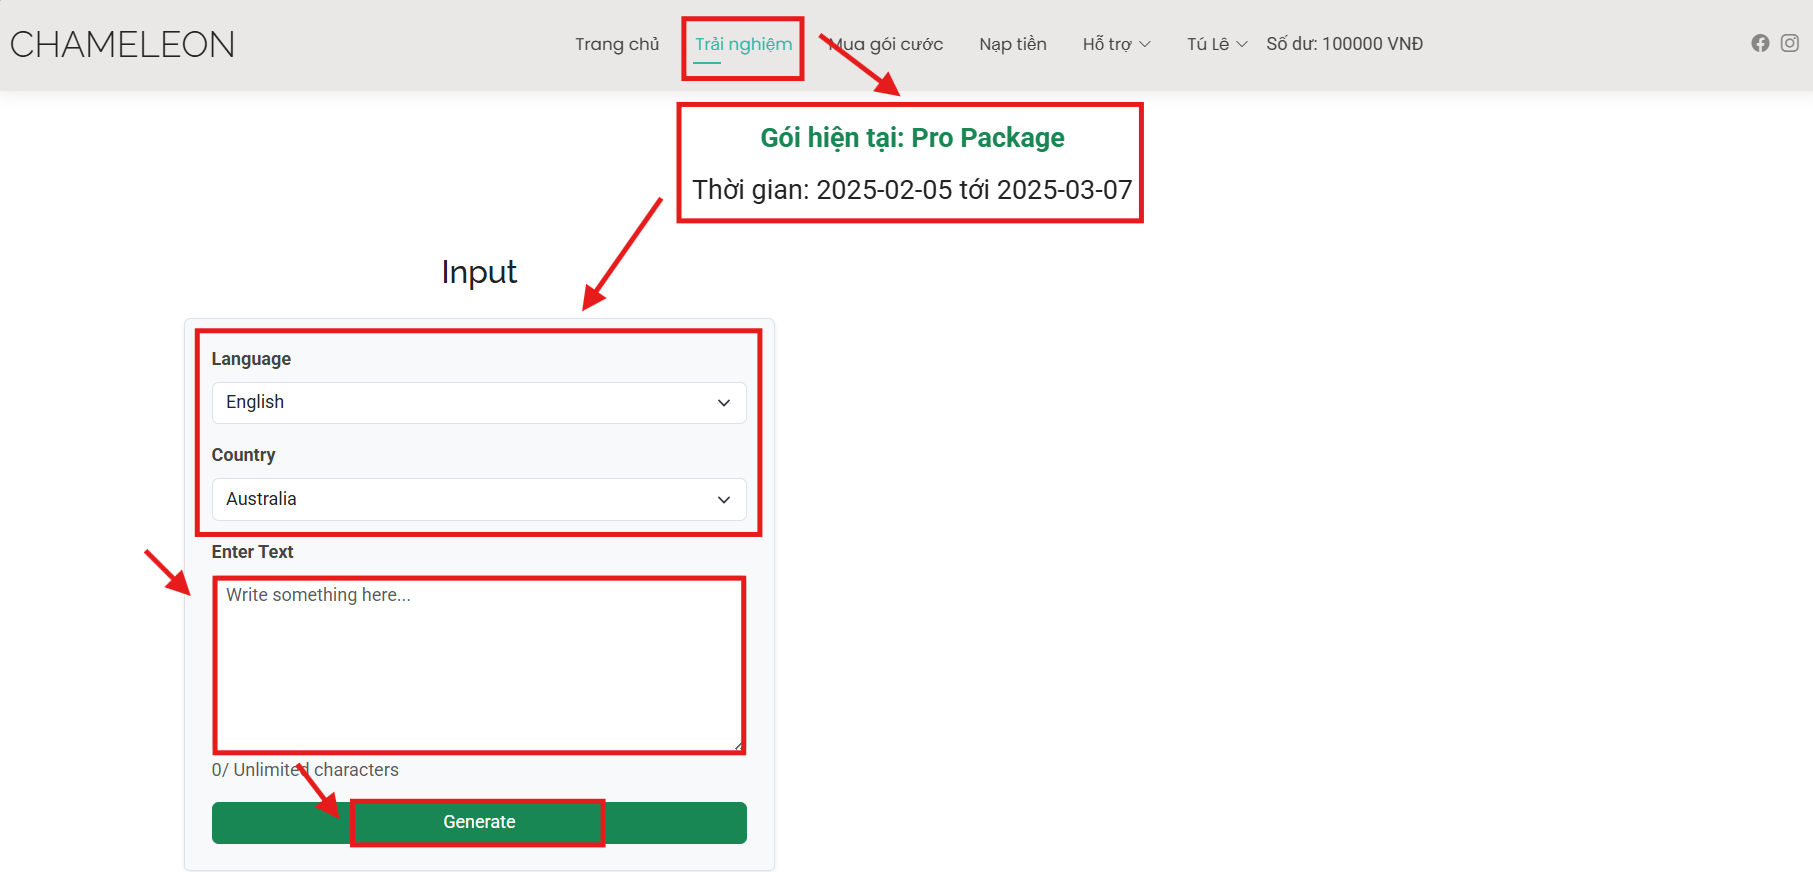 CHAMELEON
Trang chủ Trải nghiệm Mua gói cước Nạp tiền Hỗ trợ Tú Lê Số dư: 100000 VNĐ
Gói hiện tại: Pro Package
Thời gian: 2025-02-05 tới 2025-03-07
Input
Language
English
Country
Australia
Enter Text
Write something here...
0/ Unlimited characters
Generate